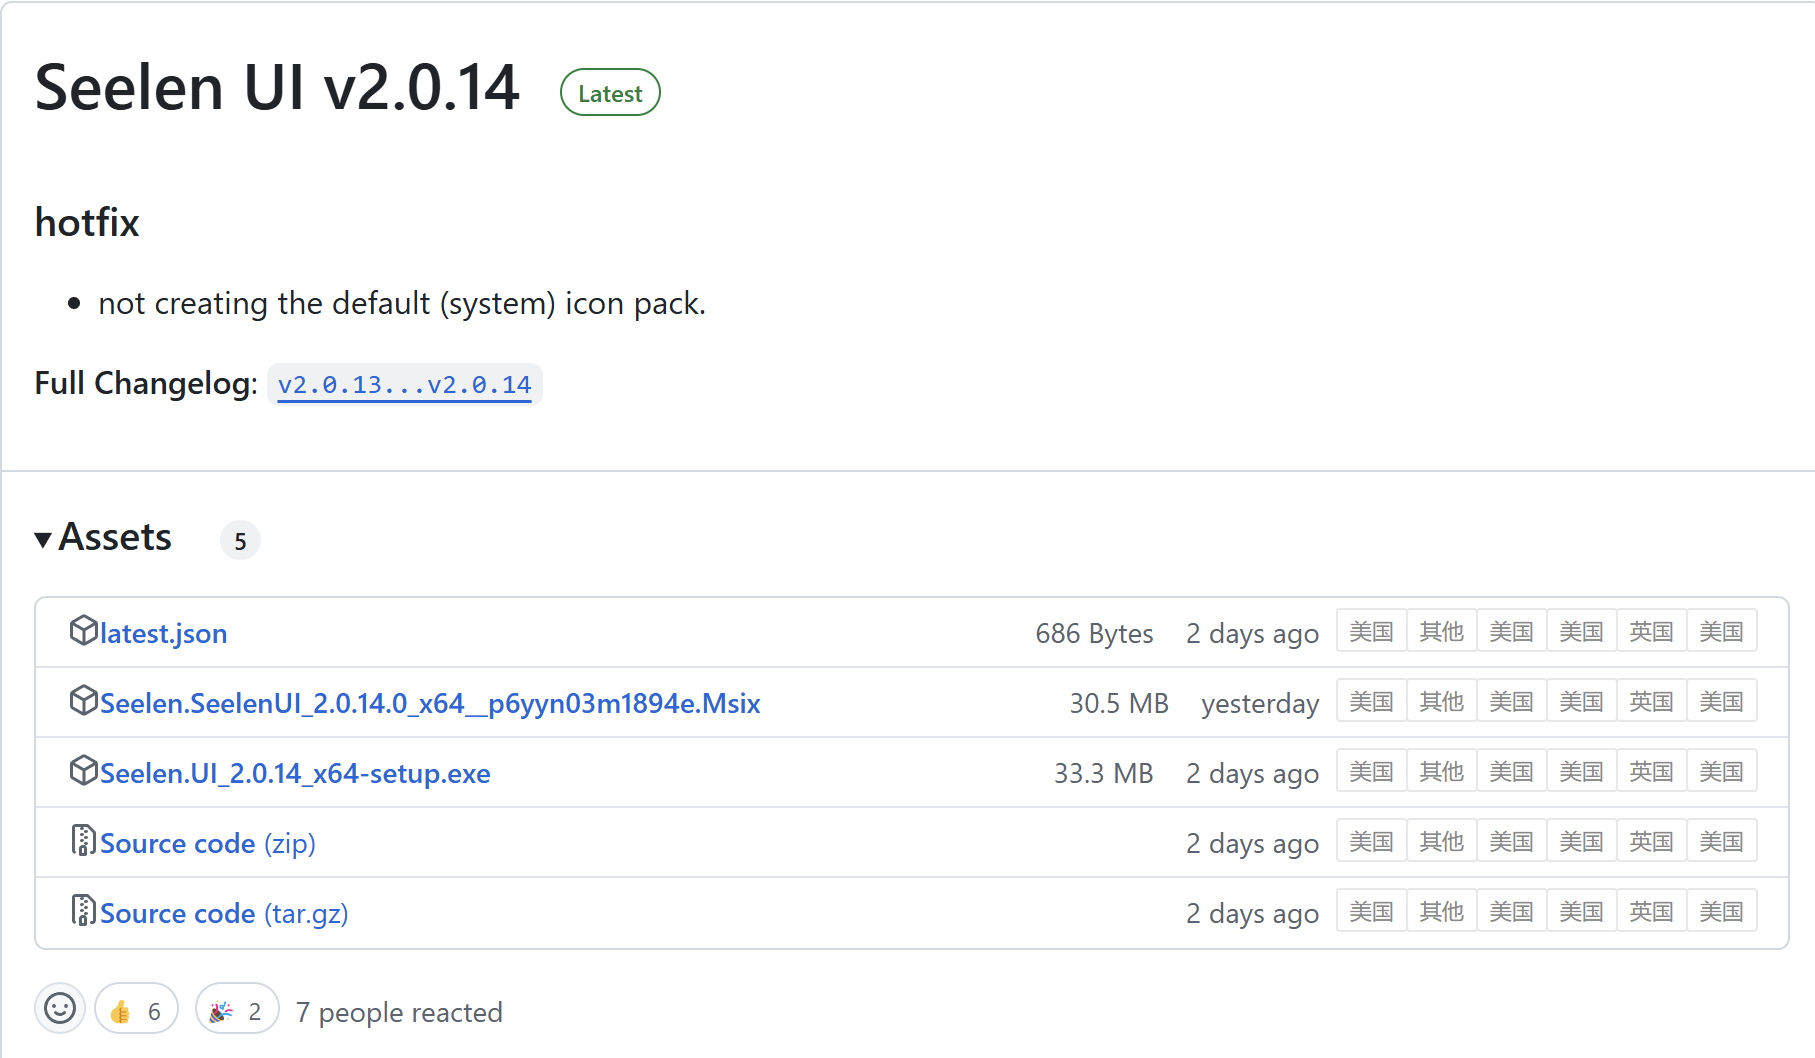 Seelen UI v2.0.14 Latest
hotfix
not creating the default (system) icon pack.
Full Changelog: v2.0.13...v2.0.14
Assets 5
latest.json 686 Bytes 2 days ago 美国 其他 美国 美国 英国 美国
Seelen.SeelenUI_2.0.14.0_x64__p6yyn03m1894e.Msix 30.5 MB yesterday 美国 其他 美国 美国 英国 美国
Seelen.UI_2.0.14_x64-setup.exe 33.3 MB 2 days ago 美国 其他 美国 美国 英国 美国
Source code (zip) 2 days ago 美国 其他 美国 美国 英国 美国
Source code (tar.gz) 2 days ago 美国 其他 美国 美国 英国 美国
👍 6 🎉 2 7 people reacted